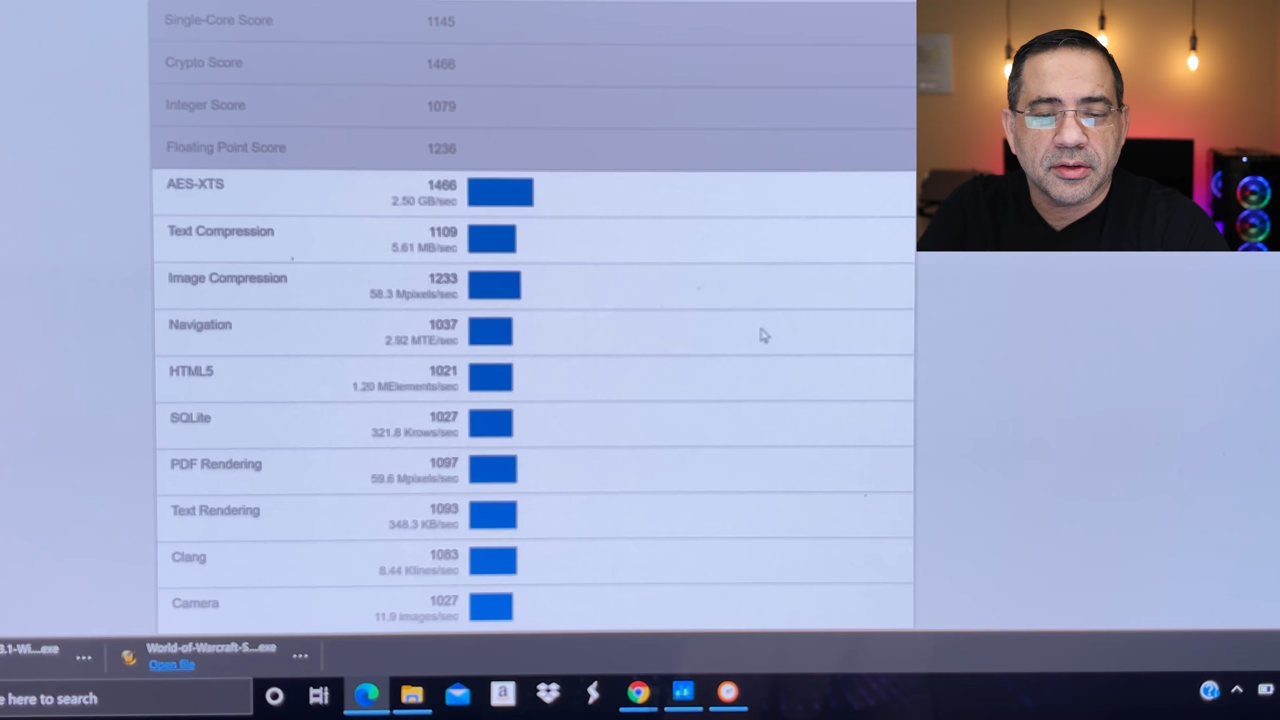 Single-Core Score 1145
Crypto Score 1466
Integer Score 1079
Floating Point Score 1236
AES-XTS 1466
2.50 GB/sec
Text Compression 1109
5.61 MB/sec
Image Compression 1233
58.3 Mpixels/sec
Navigation 1037
2.92 MTE/sec
HTML5 1021
1.20 MElements/sec
SQLite 1027
321.8 Krows/sec
PDF Rendering 1097
59.6 Mpixels/sec
Text Rendering 1093
348.3 KB/sec
Clang 1083
8.44 Klines/sec
Camera 1027
11.9 images/sec
3.1-Wi....exe
World-of-Warcraft-S....exe
Open file
e here to search
a